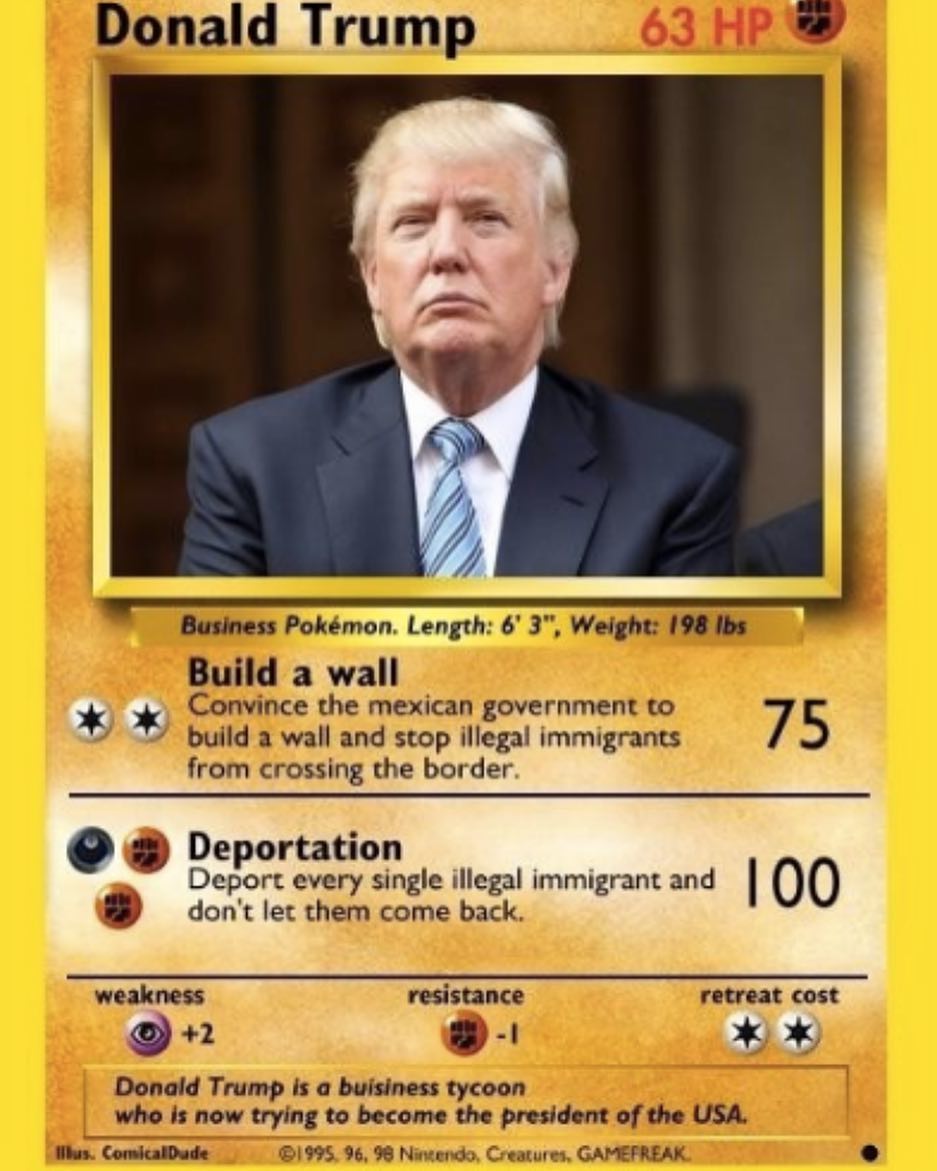 Donald Trump 63 HP
Business Pokémon. Length: 6' 3", Weight: 198 lbs
Build a wall
Convince the mexican government to
build a wall and stop illegal immigrants
from crossing the border.
75
Deportation
Deport every single illegal immigrant and
don't let them come back.
100
weakness resistance retreat cost
+2 -1
Donald Trump is a buisiness tycoon
who is now trying to become the president of the USA.
Illus. ComicalDude ©1995, 96, 98 Nintendo, Creatures, GAMEFREAK.